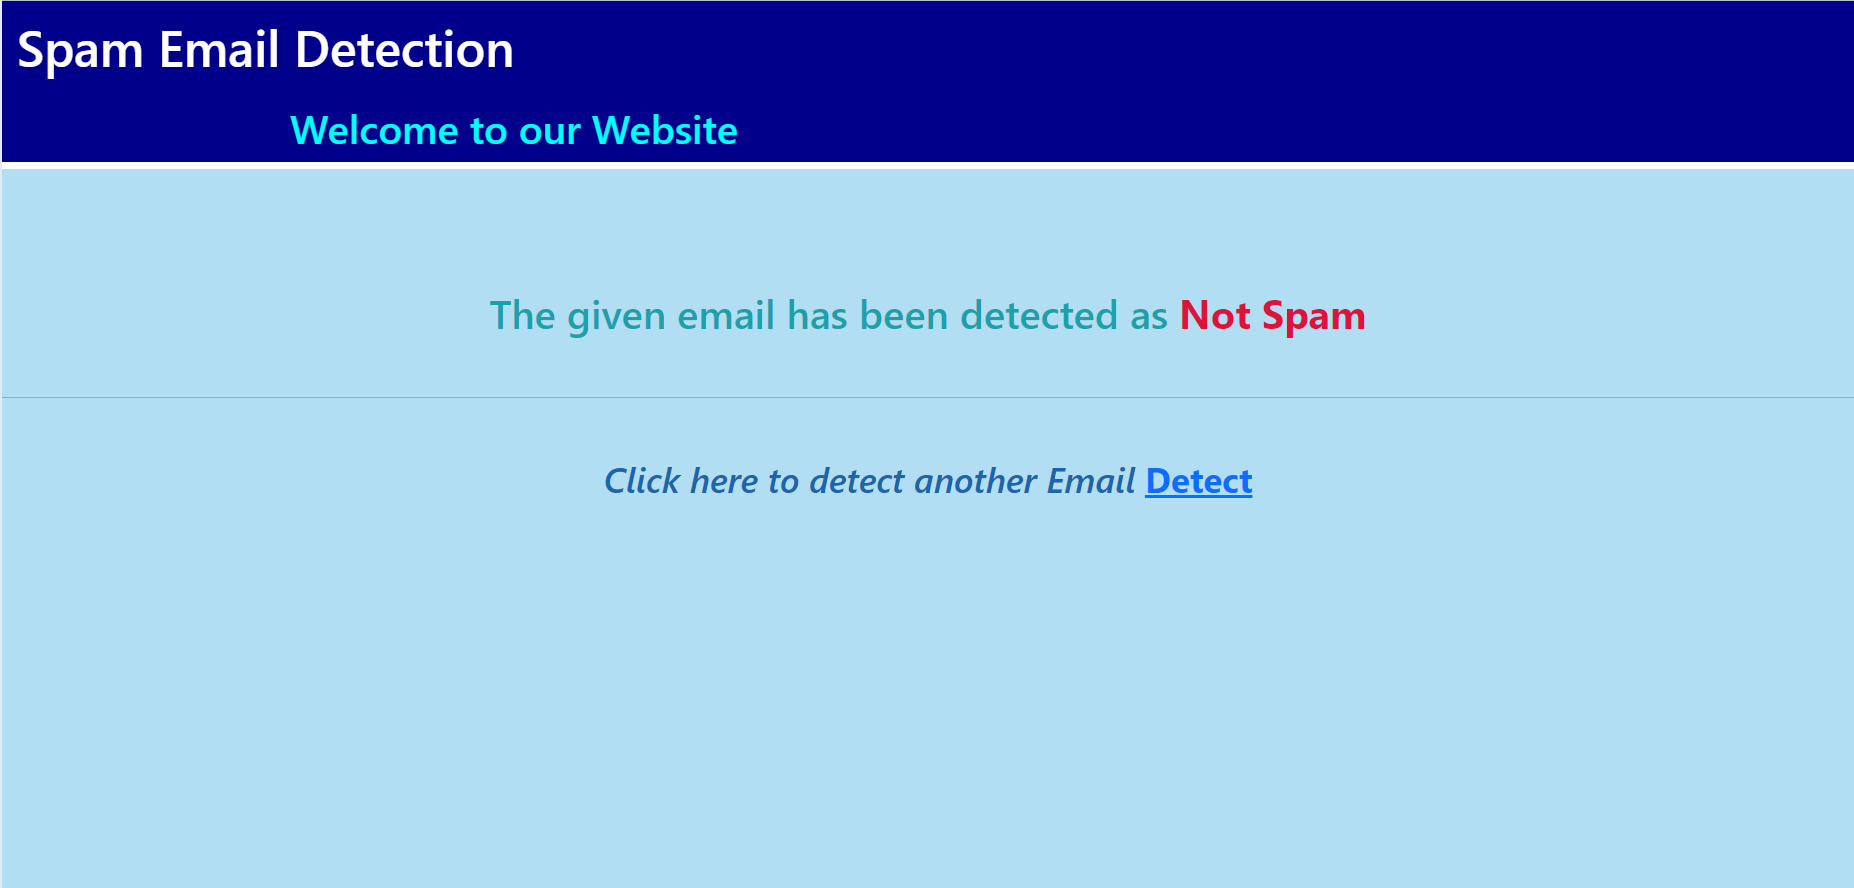 Spam Email Detection
Welcome to our Website
The given email has been detected as Not Spam
Click here to detect another Email Detect